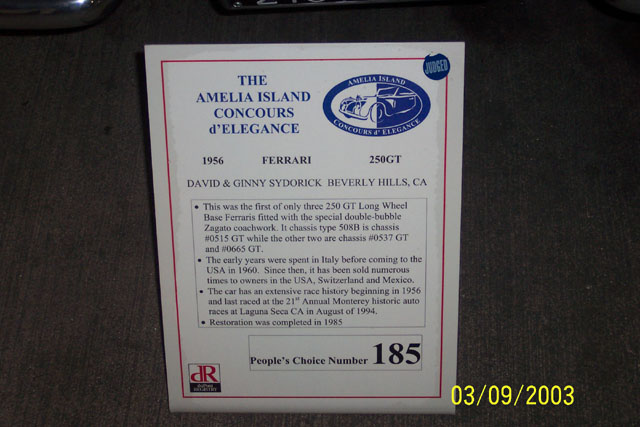 JUDGED
THE
AMELIA ISLAND
CONCOURS
d'ELEGANCE
AMELIA ISLAND
CONCOURS d' ELEGANCE
1956 FERRARI 250GT
DAVID & GINNY SYDORICK BEVERLY HILLS, CA
• This was the first of only three 250 GT Long Wheel
Base Ferraris fitted with the special double-bubble
Zagato coachwork. It chassis type 508B is chassis
#0515 GT while the other two are chassis #0537 GT
and #0665 GT.
• The early years were spent in Italy before coming to the
USA in 1960. Since then, it has been sold numerous
times to owners in the USA, Switzerland and Mexico.
• The car has an extensive race history beginning in 1956
and last raced at the 21st Annual Monterey historic auto
races at Laguna Seca CA in August of 1994.
• Restoration was completed in 1985
People's Choice Number 185
dR
REGISTRY
03/09/2003